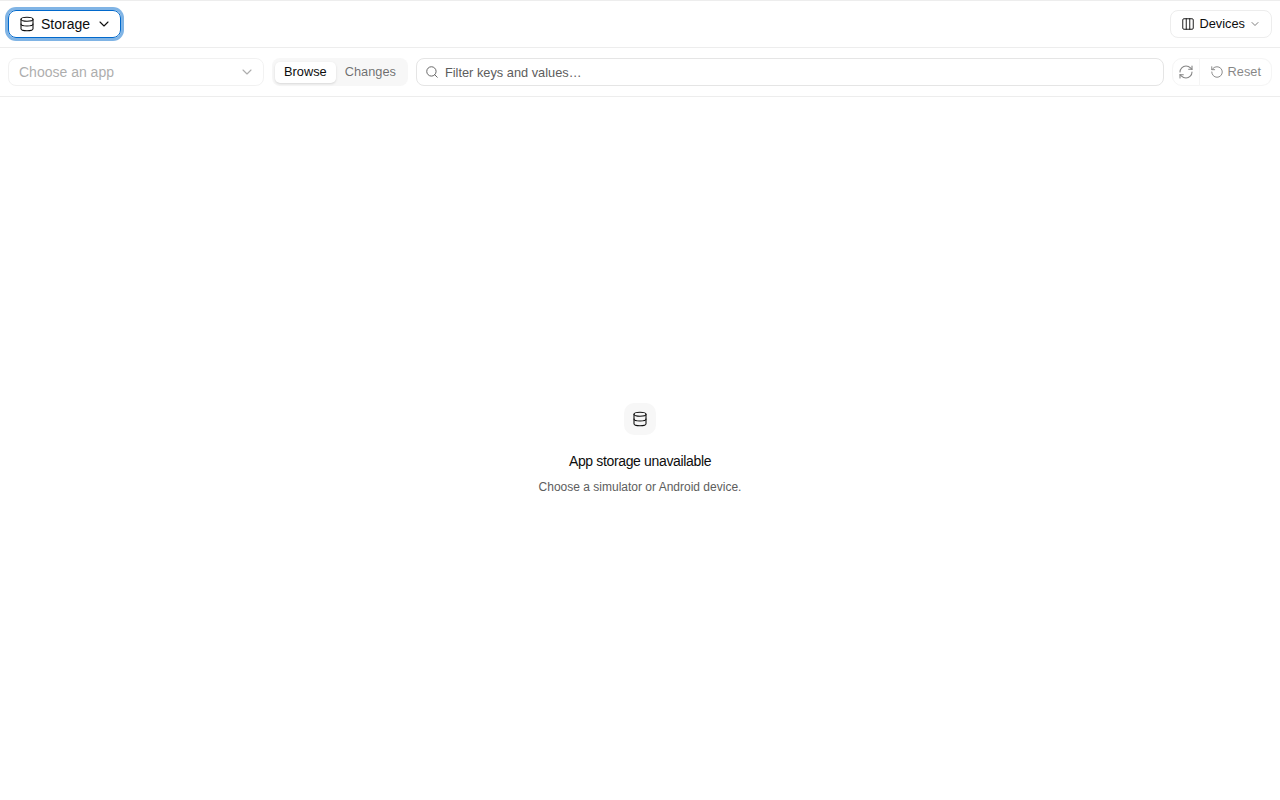 Storage
Devices
Choose an app
Browse
Changes
Filter keys and values…
Reset
App storage unavailable
Choose a simulator or Android device.